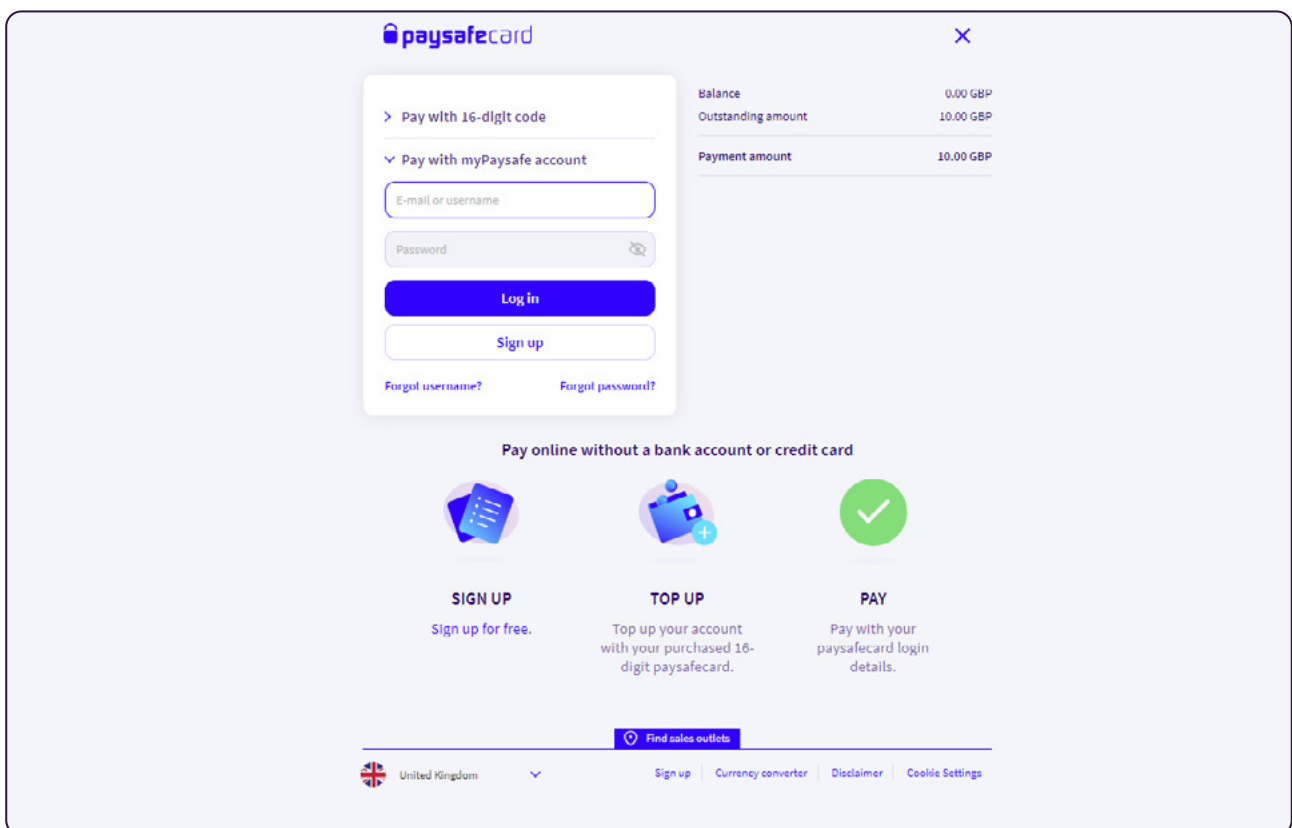 paysafecard
Pay with 16-digit code
Pay with myPaysafe account
E-mail or username
Password
Log in
Sign up
Forgot username? Forgot password?
Balance 0.00 GBP
Outstanding amount 10.00 GBP
Payment amount 10.00 GBP
Pay online without a bank account or credit card
SIGN UP
Sign up for free.
TOP UP
Top up your account
with your purchased 16-
digit paysafecard.
PAY
Pay with your
paysafecard login
details.
Find sales outlets
United Kingdom
Sign up Currency converter Disclaimer Cookie Settings